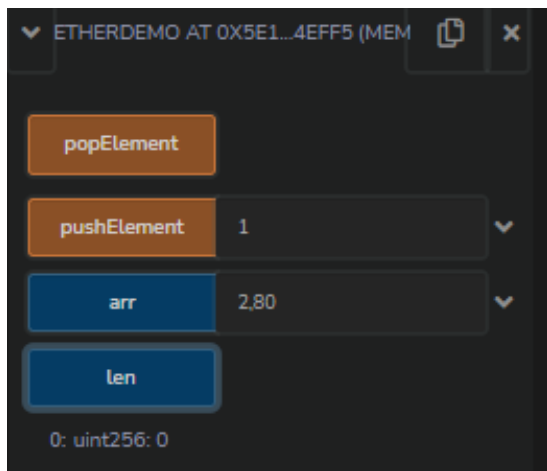 ETHERDEMO AT 0X5E1...4EFF5 (MEM
popElement
pushElement 1
arr 2,80
len
0: uint256: 0